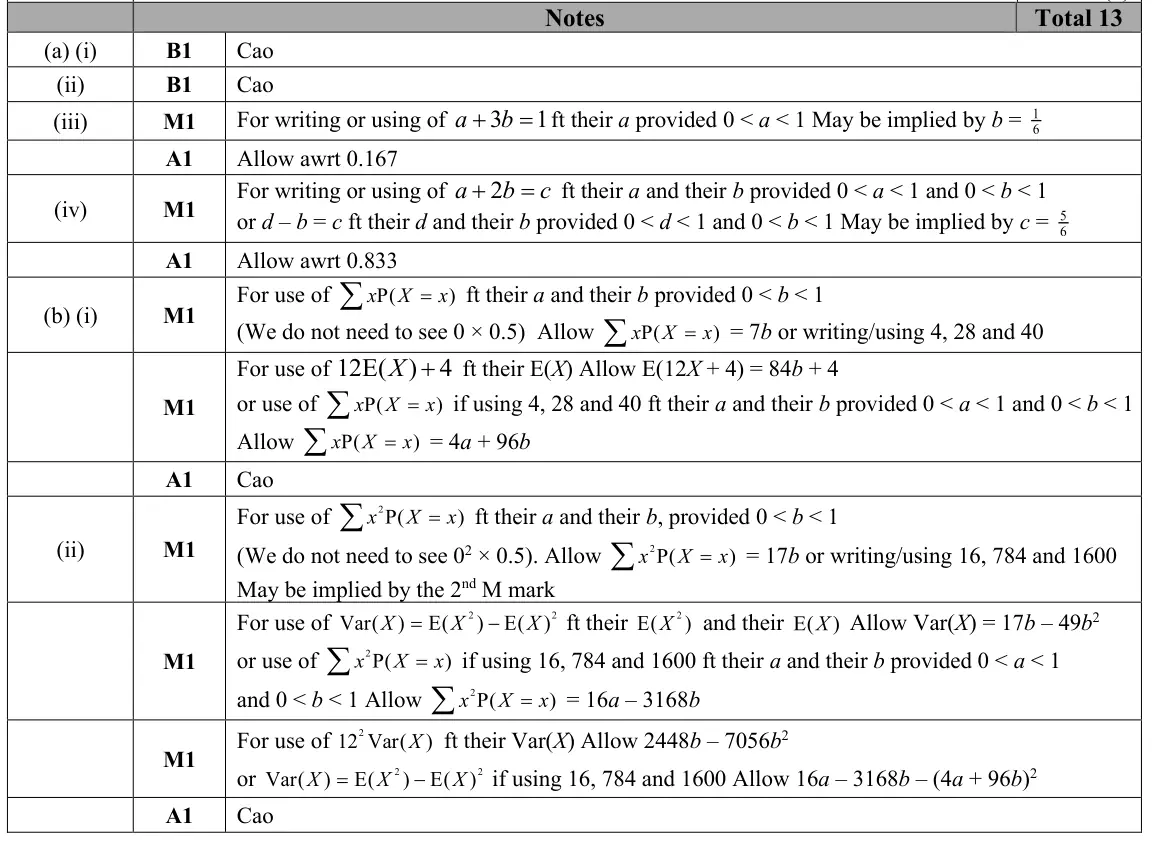 Notes Total 13
(a) (i) B1 Cao
(ii) B1 Cao
(iii) M1 For writing or using of a + 3b = 1 ft their a provided 0 < a < 1 May be implied by b = 1/6
A1 Allow awrt 0.167
(iv) M1 For writing or using of a + 2b = c ft their a and their b provided 0 < a < 1 and 0 < b < 1
or d – b = c ft their d and their b provided 0 < d < 1 and 0 < b < 1 May be implied by c = 5/6
A1 Allow awrt 0.833
(b) (i) M1 For use of ∑xP(X = x) ft their a and their b provided 0 < b < 1
(We do not need to see 0 × 0.5) Allow ∑xP(X = x) = 7b or writing/using 4, 28 and 40
M1 For use of 12E(X) + 4 ft their E(X) Allow E(12X + 4) = 84b + 4
or use of ∑xP(X = x) if using 4, 28 and 40 ft their a and their b provided 0 < a < 1 and 0 < b < 1
Allow ∑xP(X = x) = 4a + 96b
A1 Cao
(ii) M1 For use of ∑x²P(X = x) ft their a and their b, provided 0 < b < 1
(We do not need to see 0² × 0.5). Allow ∑x²P(X = x) = 17b or writing/using 16, 784 and 1600
May be implied by the 2nd M mark
M1 For use of Var(X) = E(X²) – E(X)² ft their E(X²) and their E(X) Allow Var(X) = 17b – 49b²
or use of ∑x²P(X = x) if using 16, 784 and 1600 ft their a and their b provided 0 < a < 1
and 0 < b < 1 Allow ∑x²P(X = x) = 16a – 3168b
M1 For use of 12²Var(X) ft their Var(X) Allow 2448b – 7056b²
or Var(X) = E(X²) – E(X)² if using 16, 784 and 1600 Allow 16a – 3168b – (4a + 96b)²
A1 Cao